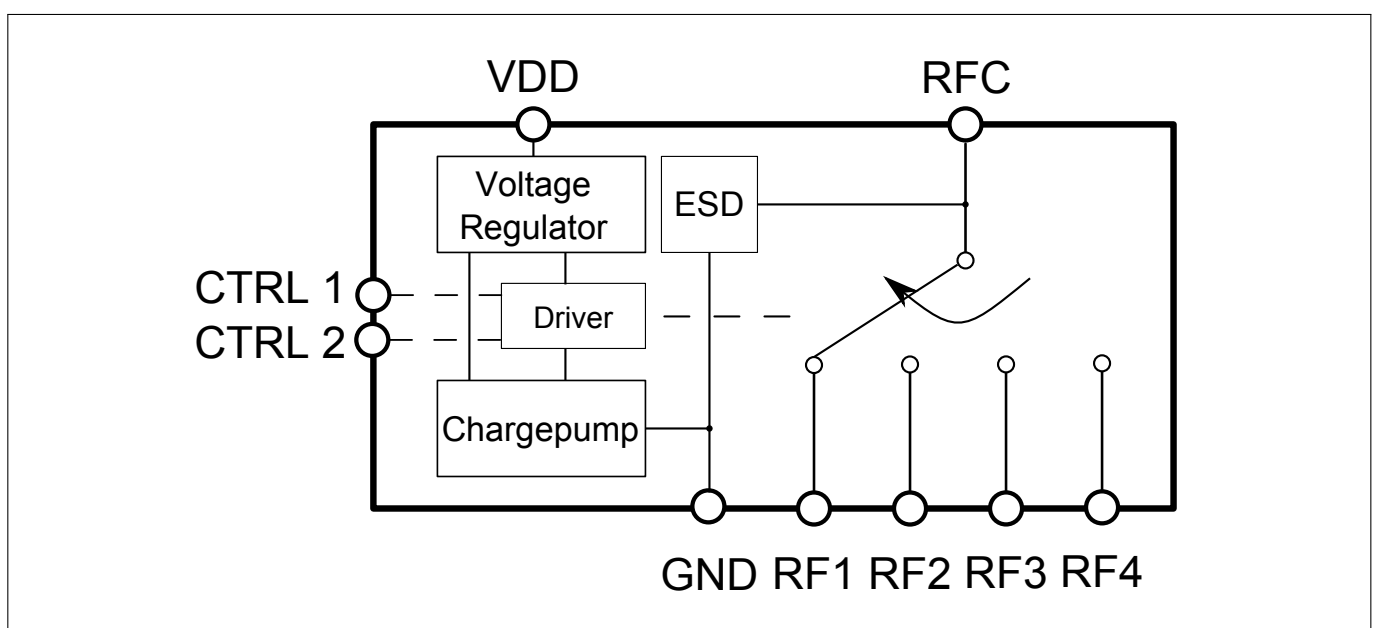 VDD
RFC
Voltage
Regulator
ESD
CTRL 1
CTRL 2
Driver
Chargepump
GND RF1 RF2 RF3 RF4